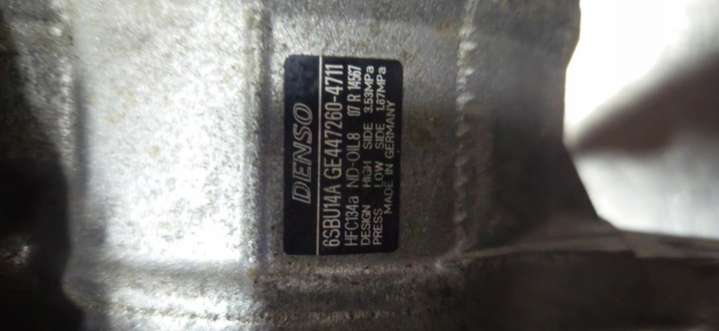 DENSO
6SBU14A GE447260-4711
HFC134a ND-OIL8 07 R 14567
DESIGN HIGH SIDE 3.53MPa
PRESS LOW SIDE 1.67MPa
MADE IN GERMANY